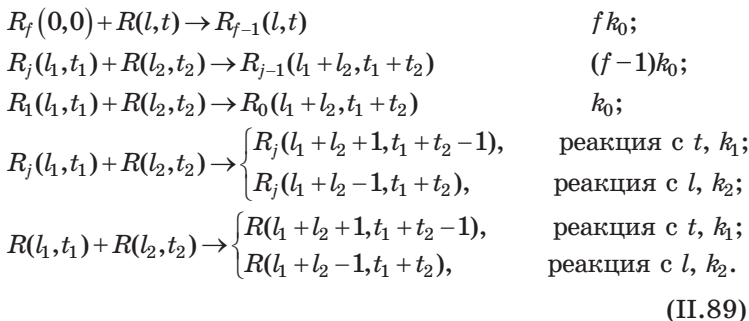 R_f(0,0)+R(l,t)→R_{f−1}(l,t) fk_0;
R_j(l_1,t_1)+R(l_2,t_2)→R_{j−1}(l_1+l_2,t_1+t_2) (f−1)k_0;
R_1(l_1,t_1)+R(l_2,t_2)→R_0(l_1+l_2,t_1+t_2) k_0;
R_j(l_1,t_1)+R(l_2,t_2)→{R_j(l_1+l_2+1,t_1+t_2−1), реакция с t, k_1;
R_j(l_1+l_2−1,t_1+t_2), реакция с l, k_2;
R(l_1,t_1)+R(l_2,t_2)→{R(l_1+l_2+1,t_1+t_2−1), реакция с t, k_1;
R(l_1+l_2−1,t_1+t_2), реакция с l, k_2.
(II.89)